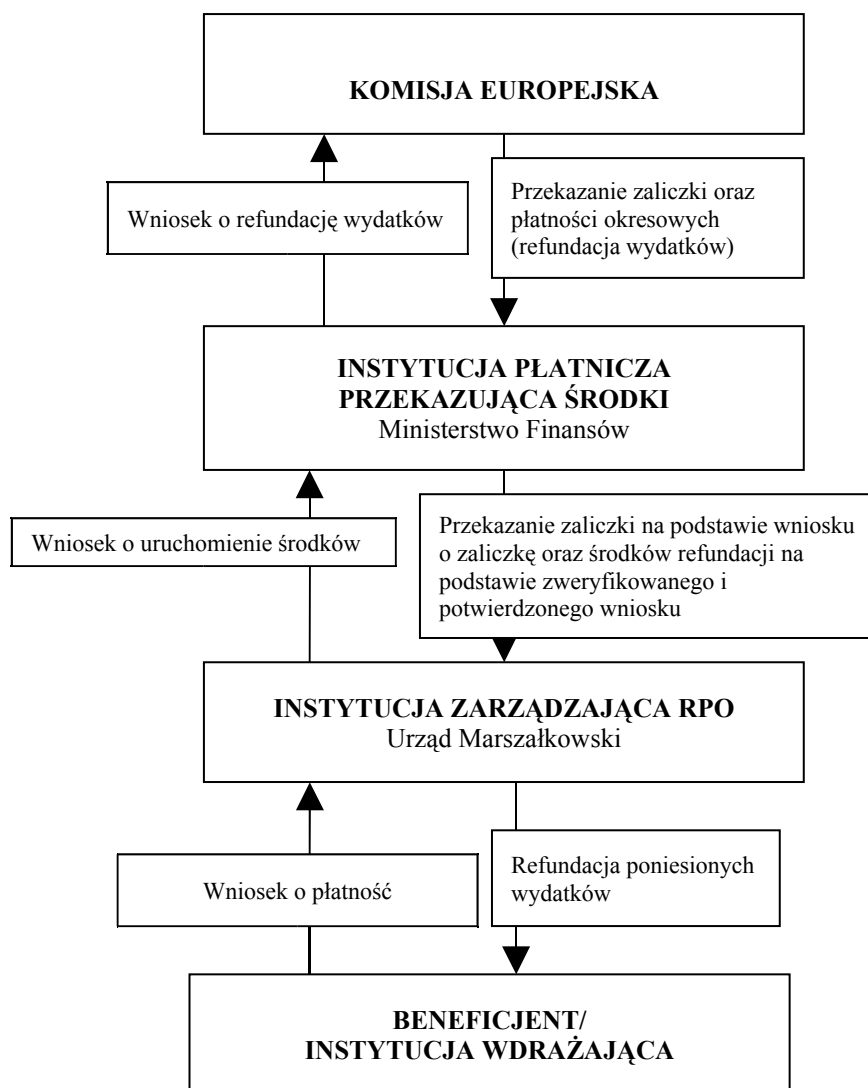 KOMISJA EUROPEJSKA
Wniosek o refundację wydatków
Przekazanie zaliczki oraz
płatności okresowych
(refundacja wydatków)
INSTYTUCJA PŁATNICZA
PRZEKAZUJĄCA ŚRODKI
Ministerstwo Finansów
Wniosek o uruchomienie środków
Przekazanie zaliczki na podstawie wniosku
o zaliczkę oraz środków refundacji na
podstawie zweryfikowanego i
potwierdzonego wniosku
INSTYTUCJA ZARZĄDZAJĄCA RPO
Urząd Marszałkowski
Wniosek o płatność
Refundacja poniesionych
wydatków
BENEFICJENT/
INSTYTUCJA WDRAŻAJĄCA